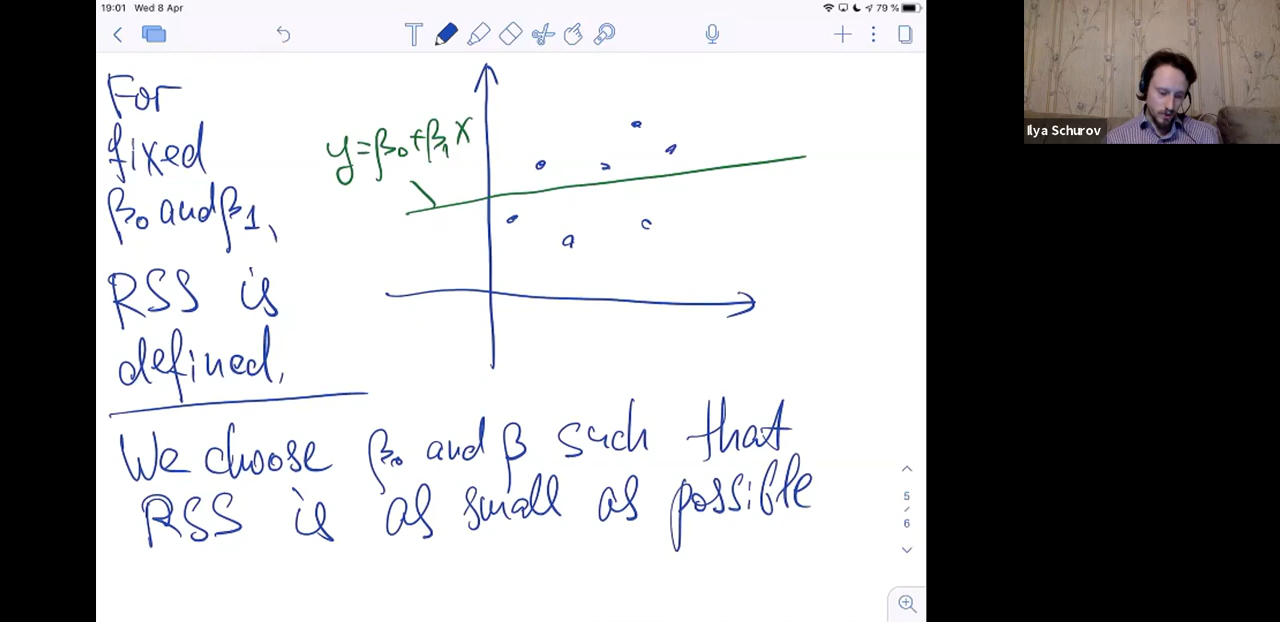 19:01 Wed 8 Apr
79 %
T
For
fixed
β₀ and β1,
RSS is
defined,
y=β₀+β₁x
We choose β₀ and β such that
RSS is as small as possible
5
/
6
Ilya Schurov